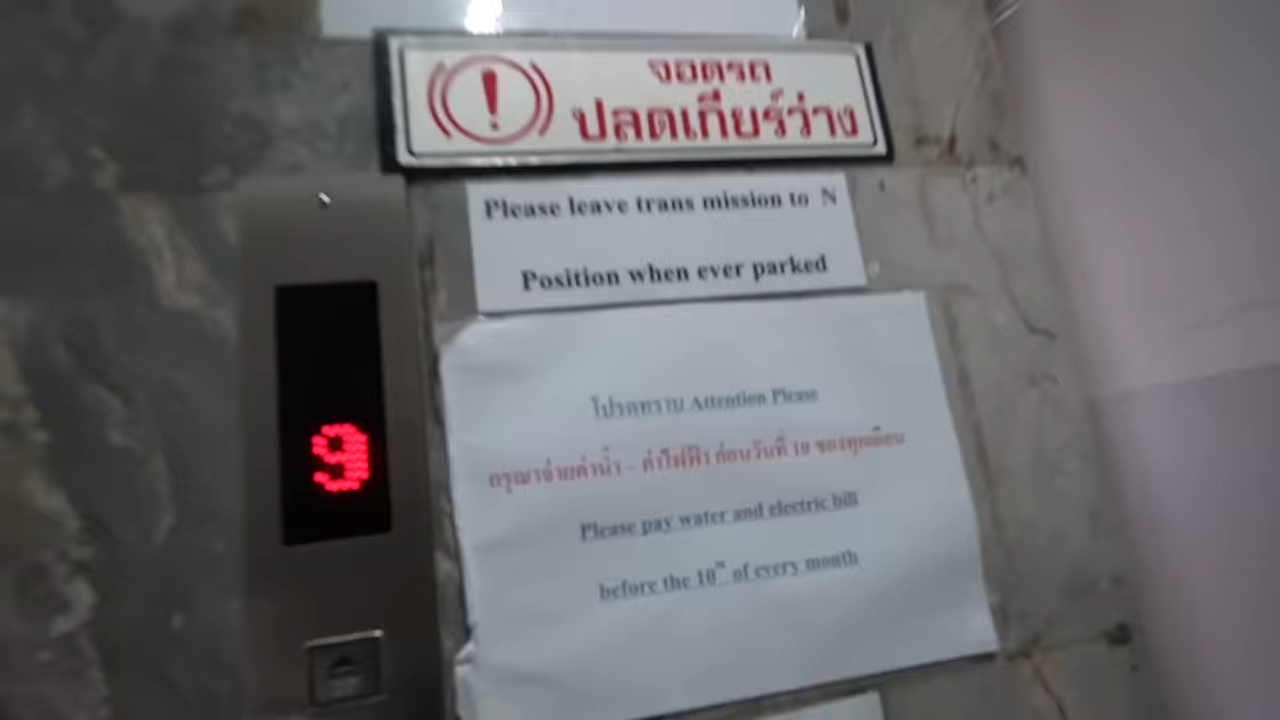 จอดรถ
ปลดเกียร์ว่าง
Please leave trans mission to N
Position when ever parked
โปรดทราบ Attention Please
กรุณาจ่ายค่าน้ำ - ค่าไฟฟ้า ก่อนวันที่ 10 ของทุกเดือน
Please pay water and electric bill
before the 10th of every month
9